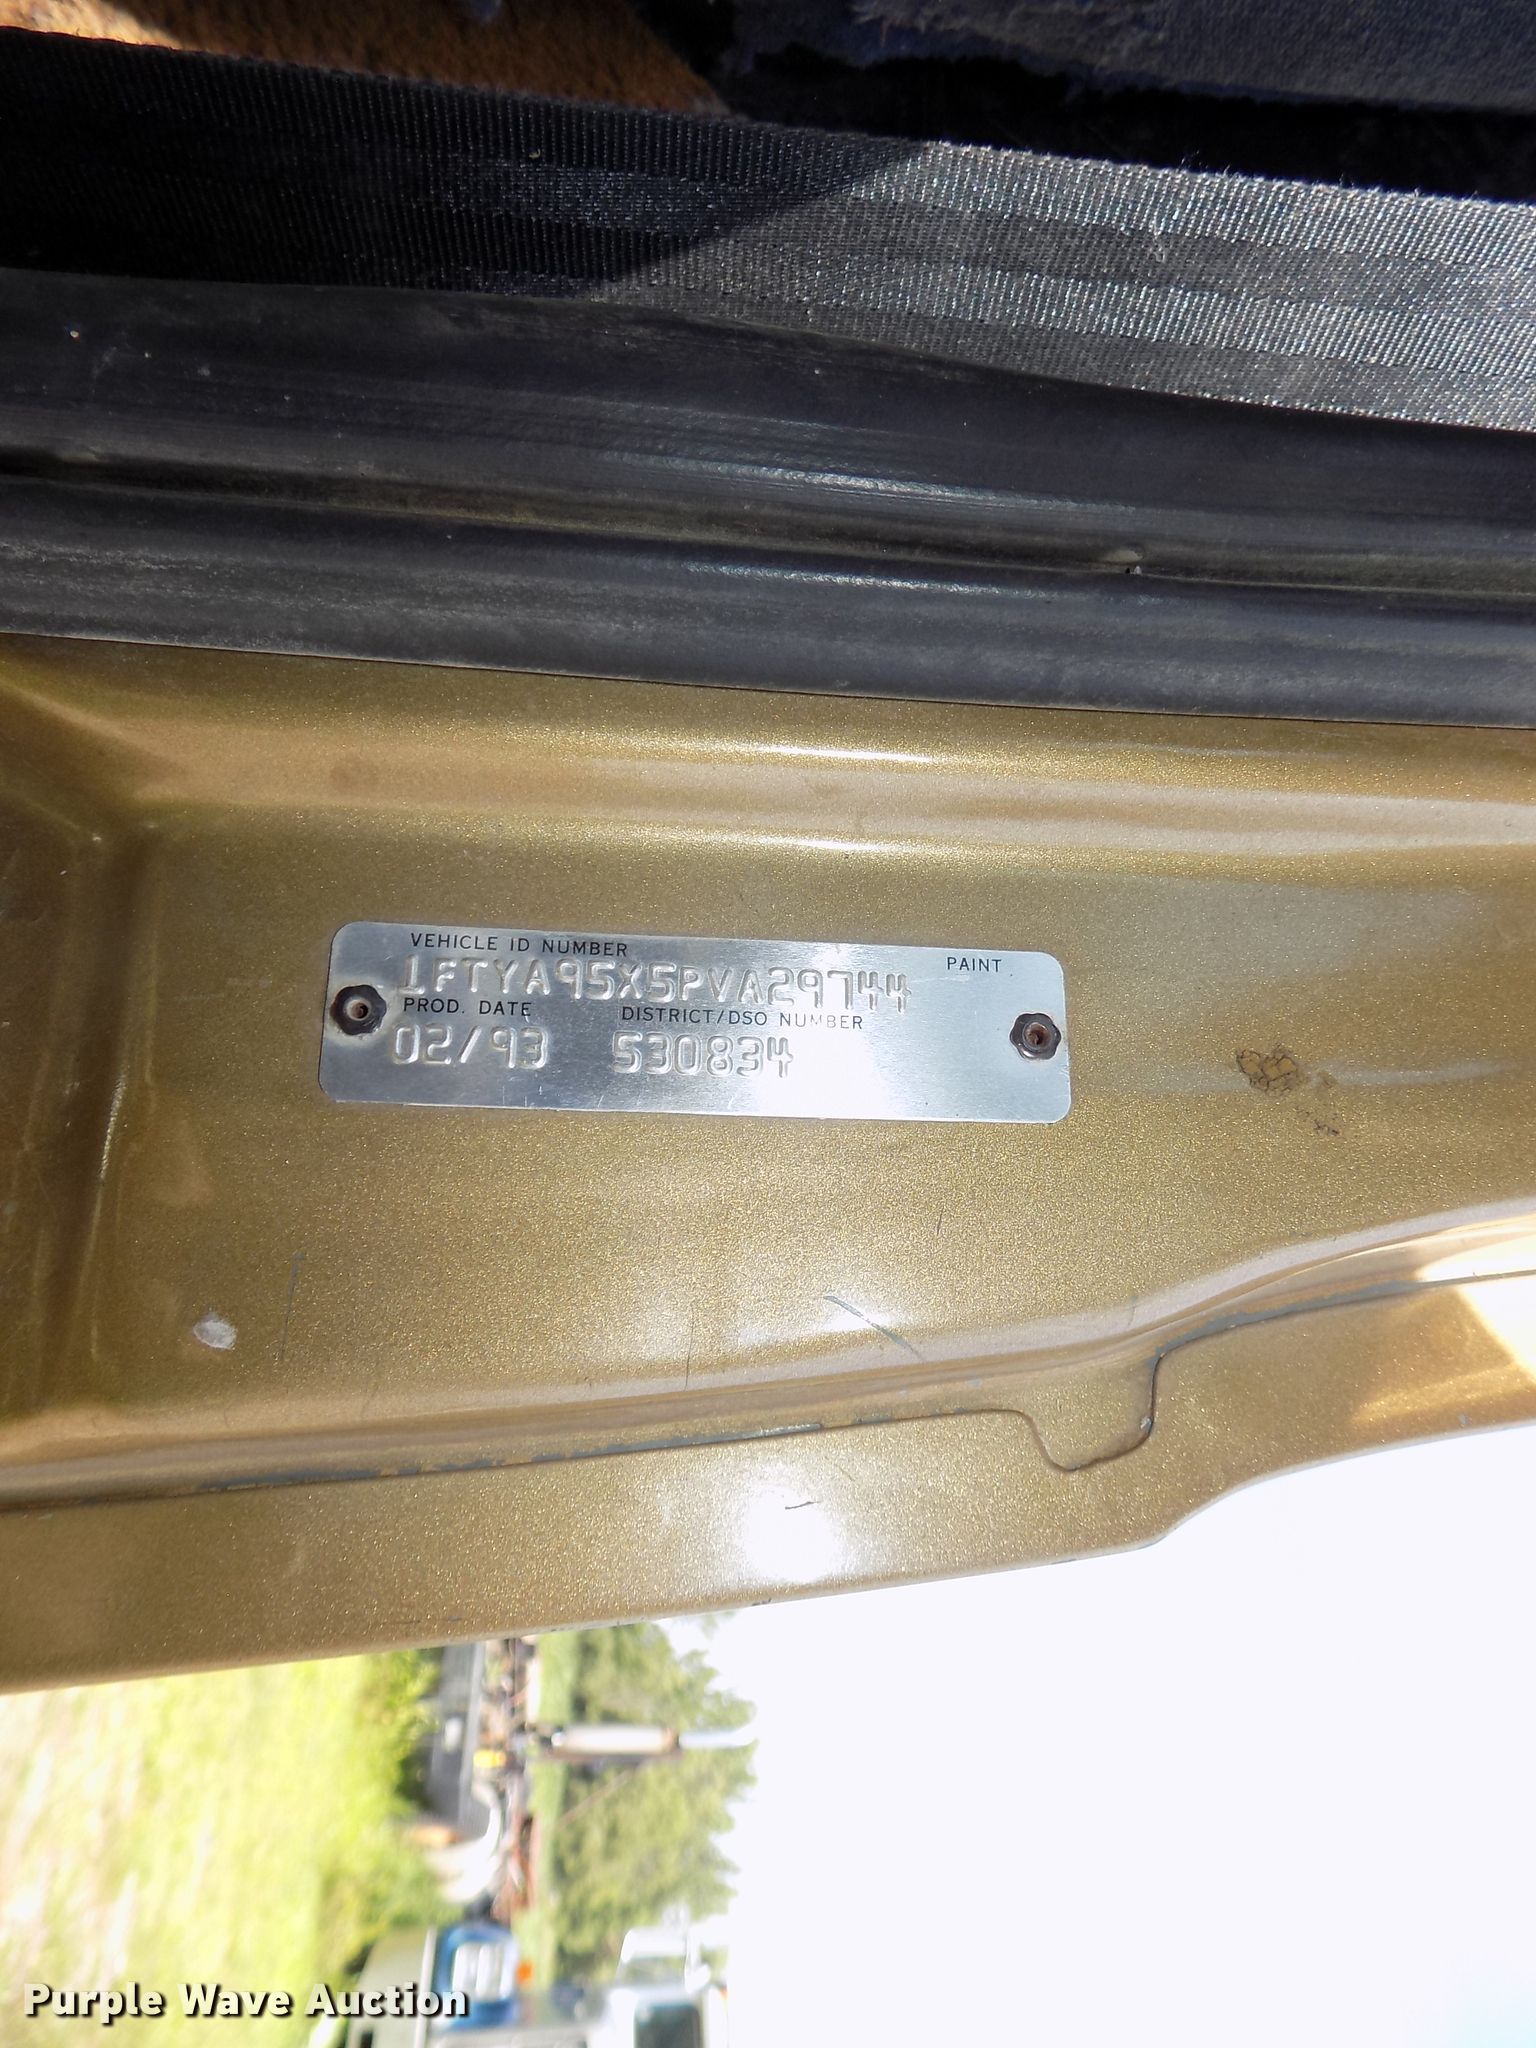 VEHICLE ID NUMBER
PAINT
1FTYA95X5PVA29744
PROD. DATE
DISTRICT/DSO NUMBER
02/93
530834
Purple Wave Auction